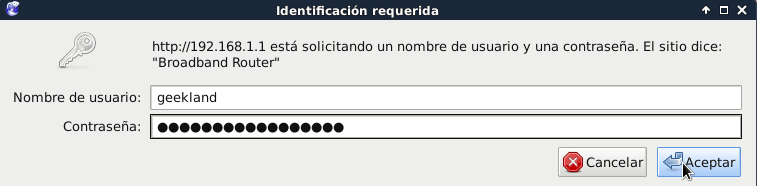 Identificación requerida
http://192.168.1.1 está solicitando un nombre de usuario y una contraseña. El sitio dice:
"Broadband Router"
Nombre de usuario: geekland
Contraseña: ●●●●●●●●●●●●●●●●●
Cancelar Aceptar